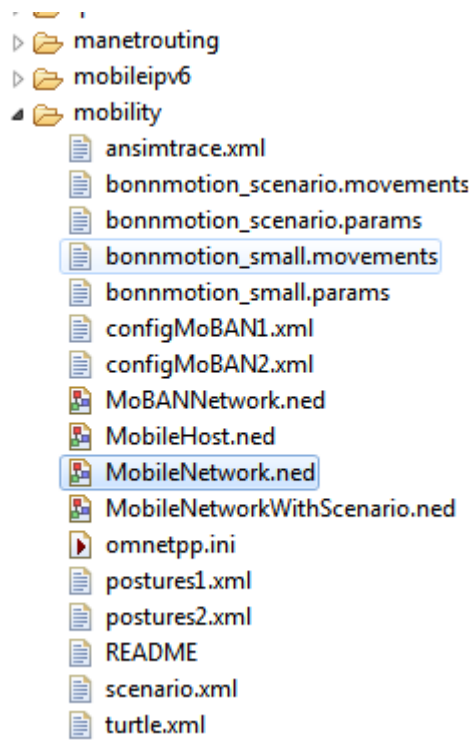 manetrouting
mobileipv6
mobility
ansimtrace.xml
bonnmotion_scenario.movements
bonnmotion_scenario.params
bonnmotion_small.movements
bonnmotion_small.params
configMoBAN1.xml
configMoBAN2.xml
MoBANNetwork.ned
MobileHost.ned
MobileNetwork.ned
MobileNetworkWithScenario.ned
omnetpp.ini
postures1.xml
postures2.xml
README
scenario.xml
turtle.xml